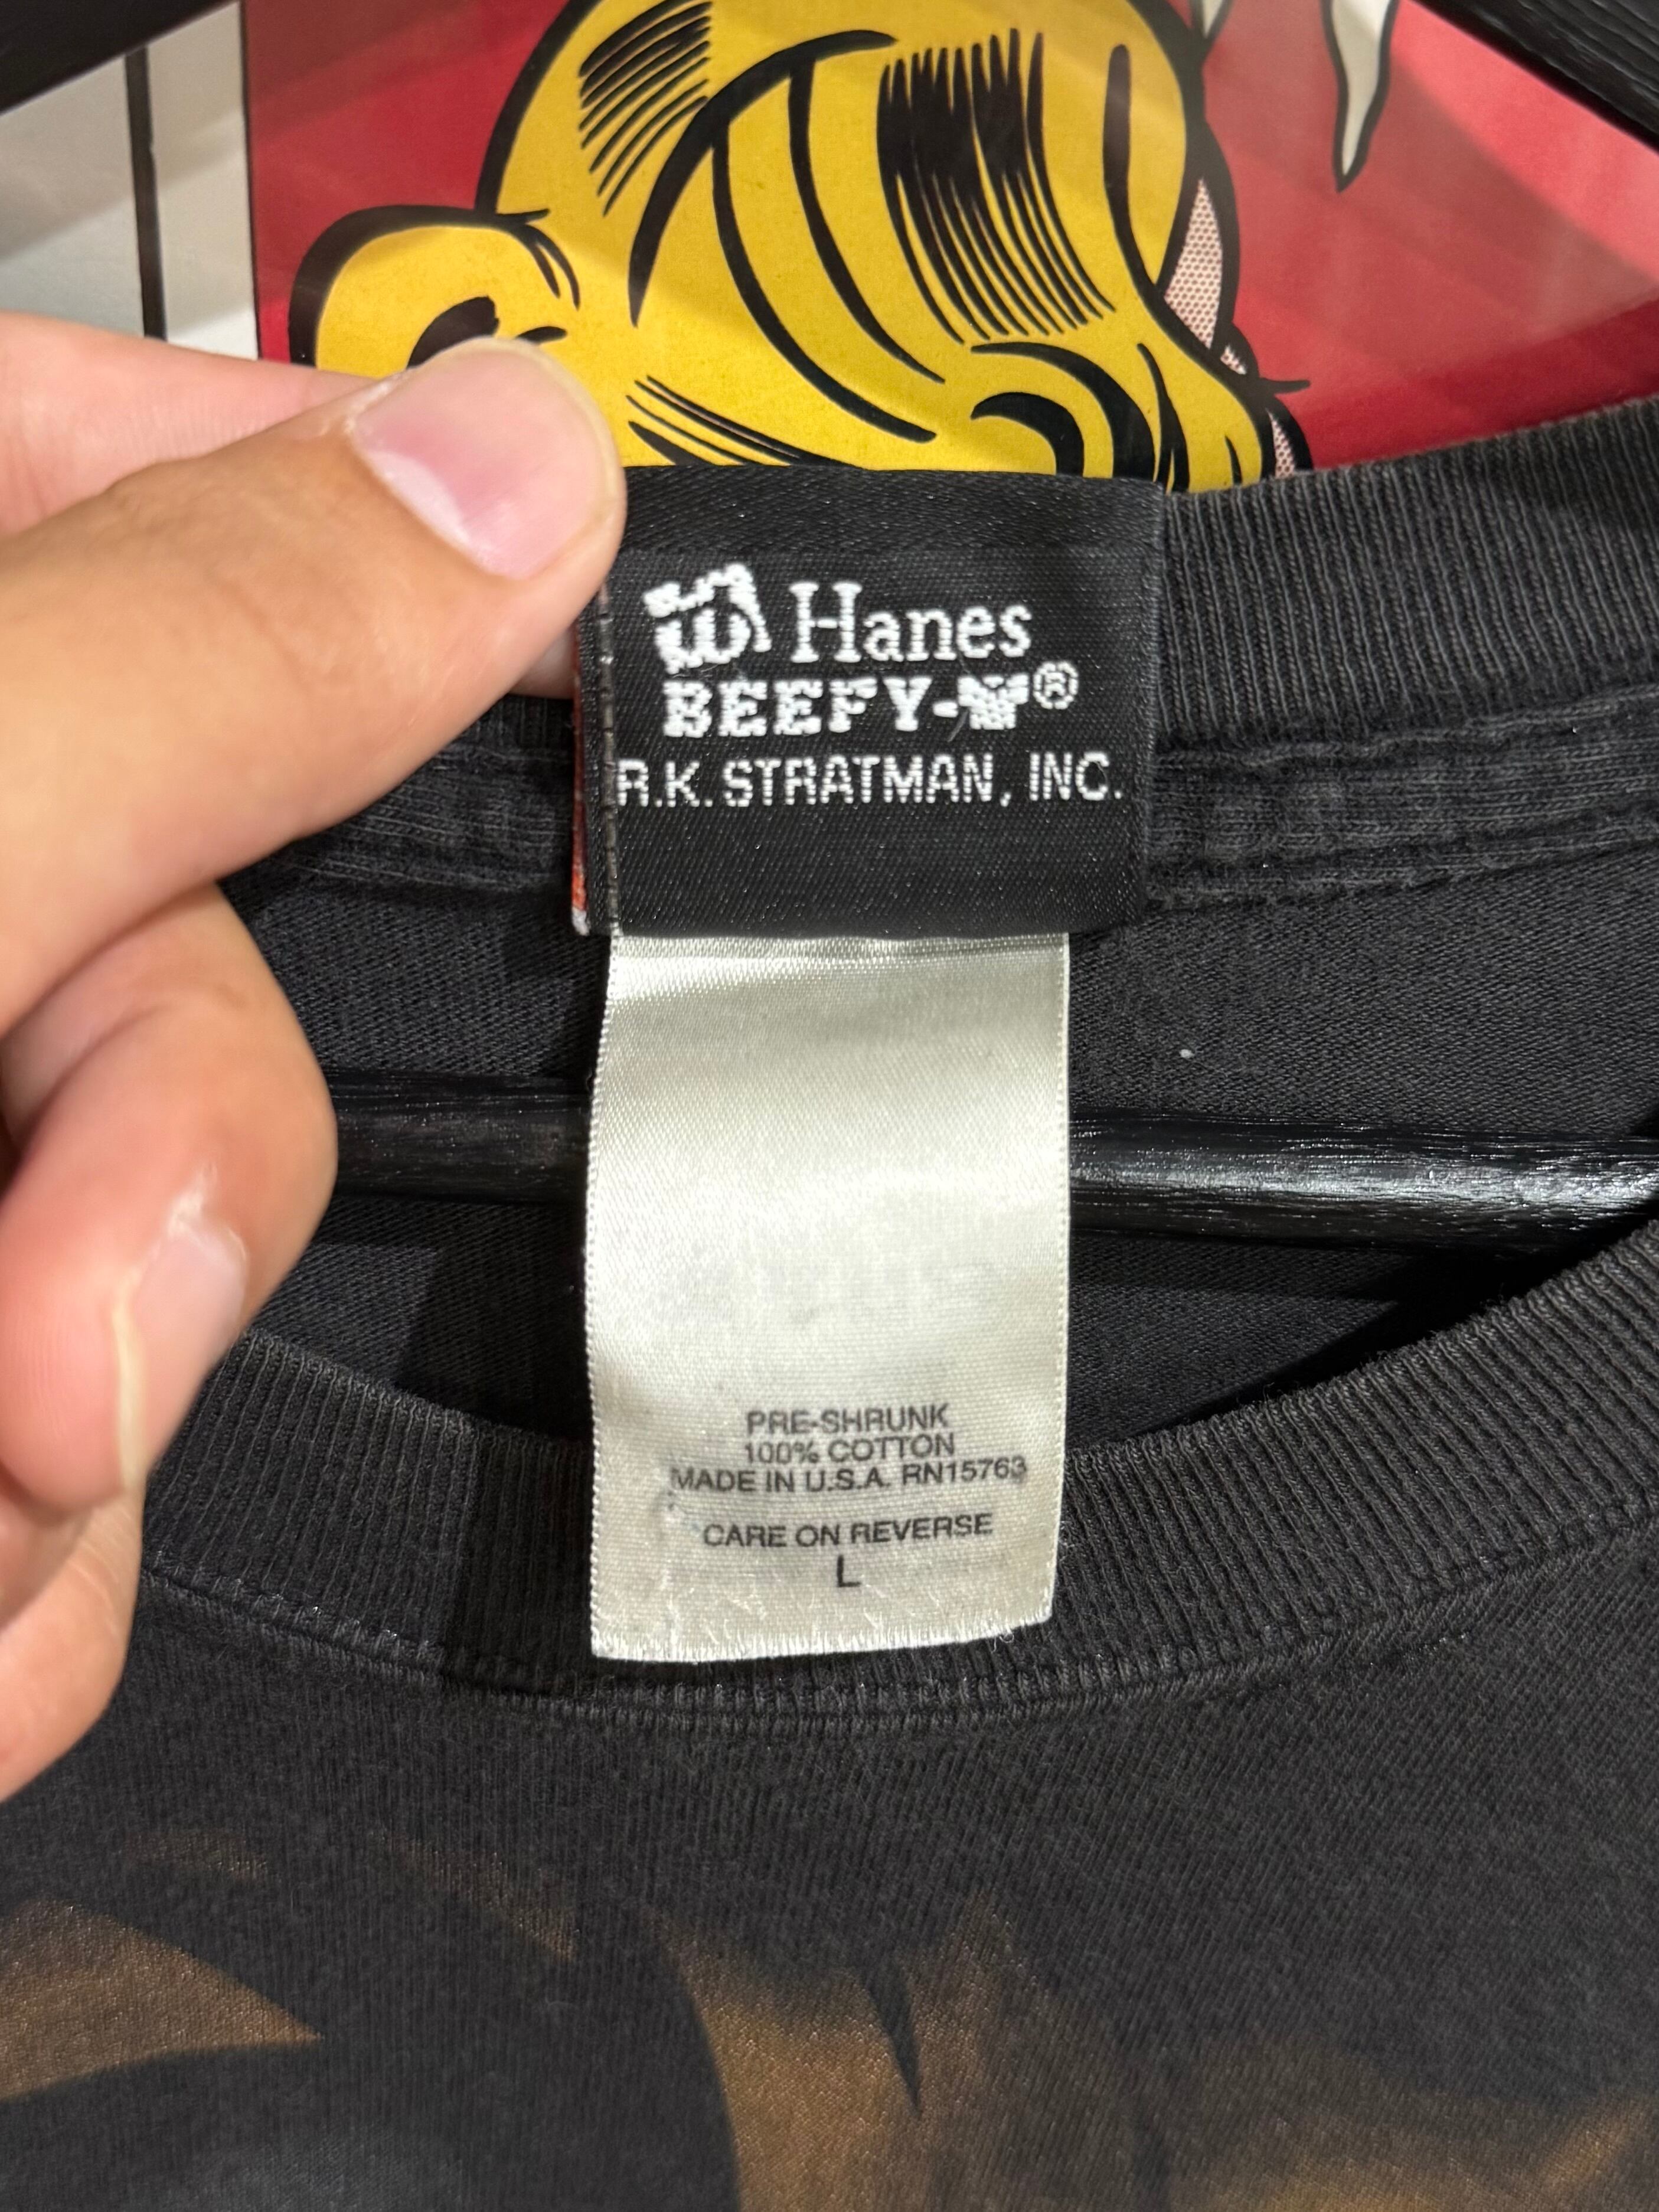 Hanes
BEEFY-T®
R.K. STRATMAN, INC.
PRE-SHRUNK
100% COTTON
MADE IN U.S.A. RN15763
CARE ON REVERSE
L